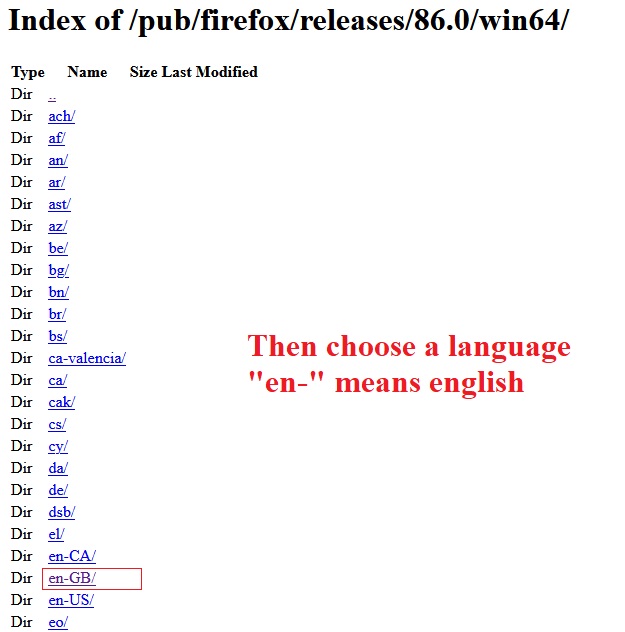 Index of /pub/firefox/releases/86.0/win64/
Type Name Size Last Modified
Dir ..
Dir ach/
Dir af/
Dir an/
Dir ar/
Dir ast/
Dir az/
Dir be/
Dir bg/
Dir bn/
Dir br/
Dir bs/
Dir ca-valencia/
Dir ca/
Dir cak/
Dir cs/
Dir cy/
Dir da/
Dir de/
Dir dsb/
Dir el/
Dir en-CA/
Dir en-GB/
Dir en-US/
Dir eo/
Then choose a language
"en-" means english